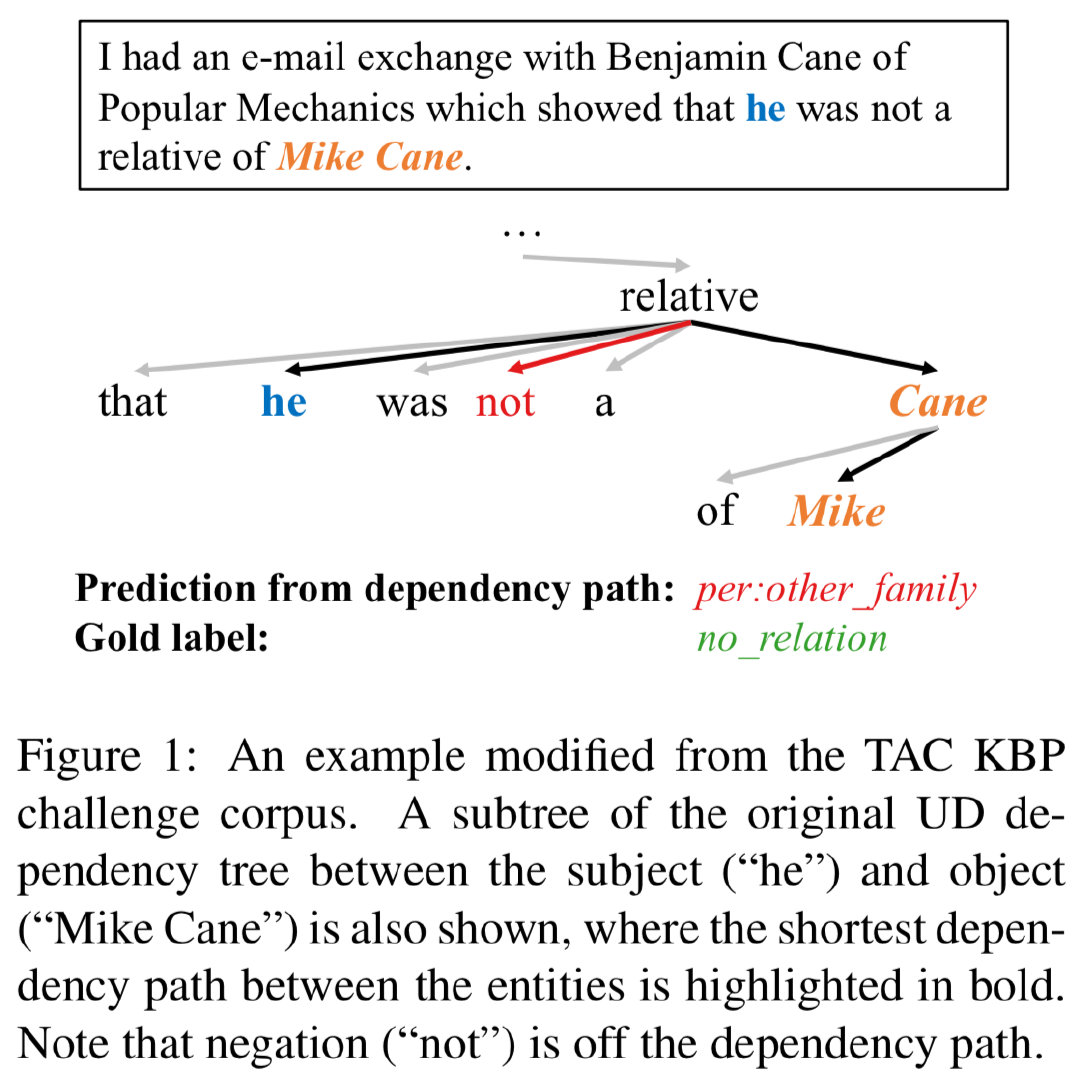 I had an e-mail exchange with Benjamin Cane of
Popular Mechanics which showed that he was not a
relative of Mike Cane.
...
relative
that he was not a Cane
of Mike
Prediction from dependency path: per:other_family
Gold label: no_relation
Figure 1: An example modified from the TAC KBP
challenge corpus. A subtree of the original UD de-
pendency tree between the subject (“he”) and object
(“Mike Cane”) is also shown, where the shortest depen-
dency path between the entities is highlighted in bold.
Note that negation (“not”) is off the dependency path.